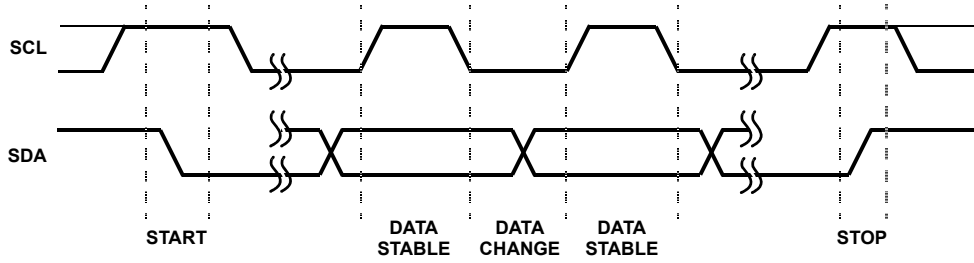 SCL
SDA
START
DATA
STABLE
DATA
CHANGE
DATA
STABLE
STOP